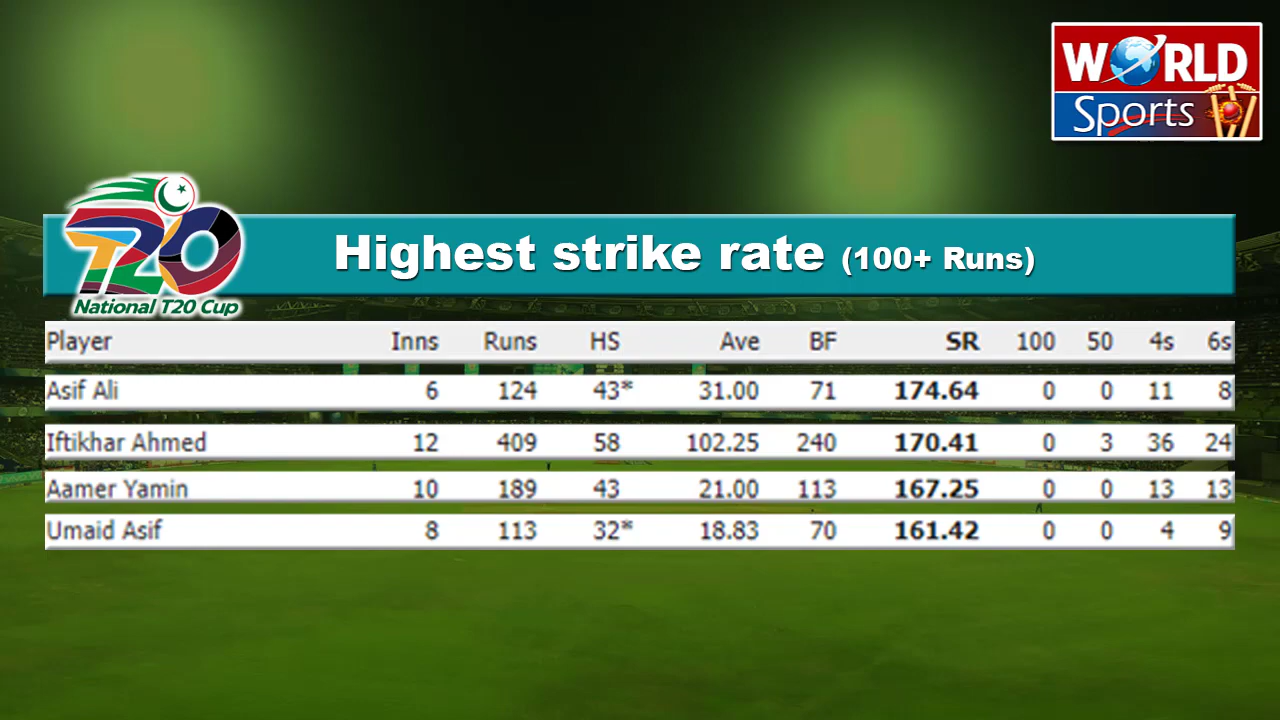 WORLD
Sports
T20
National T20 Cup
Highest strike rate (100+ Runs)
Player Inns Runs HS Ave BF SR 100 50 4s 6s
Asif Ali 6 124 43* 31.00 71 174.64 0 0 11 8
Iftikhar Ahmed 12 409 58 102.25 240 170.41 0 3 36 24
Aamer Yamin 10 189 43 21.00 113 167.25 0 0 13 13
Umaid Asif 8 113 32* 18.83 70 161.42 0 0 4 9